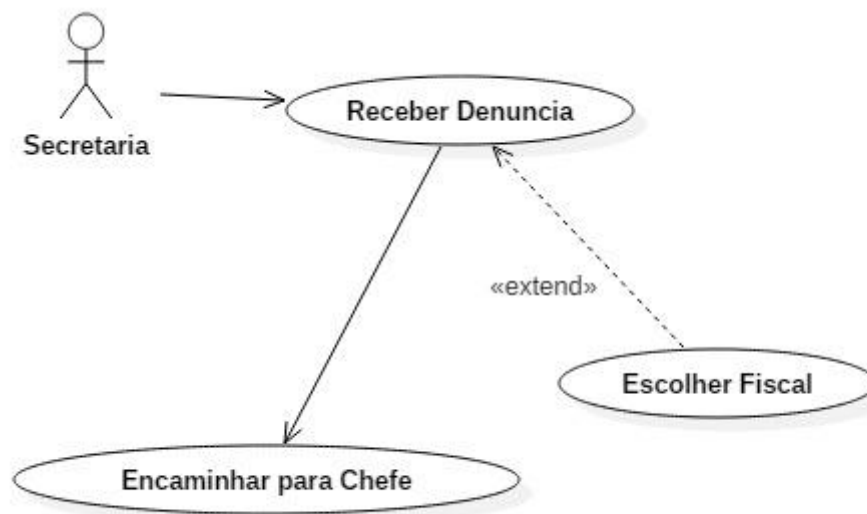 Receber Denuncia
Secretaria
«extend»
Escolher Fiscal
Encaminhar para Chefe